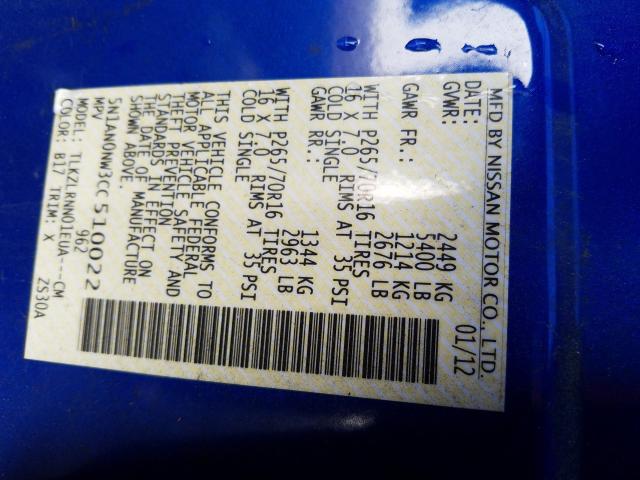 MFD BY NISSAN MOTOR CO., LTD.
DATE: 01/12
GVWR: 2449 KG
5400 LB
GAWR FR: 1214 KG
2676 LB
WITH P265/70R16 TIRES
16 X 7.0 RIMS AT 35 PSI
COLD SINGLE
GAWR RR: 1344 KG
2963 LB
WITH P265/70R16 TIRES
16 X 7.0 RIMS AT 35 PSI
COLD SINGLE
THIS VEHICLE CONFORMS TO
ALL APPLICABLE FEDERAL
MOTOR VEHICLE SAFETY AND
THEFT PREVENTION
STANDARDS IN EFFECT ON
THE DATE OF MANUFACTURE
SHOWN ABOVE.
5N1AN0NW3CC510022
MPV 962
MODEL: TLKZLRNN01EUA---CM
COLOR: B17 TRIM: X ZS30A